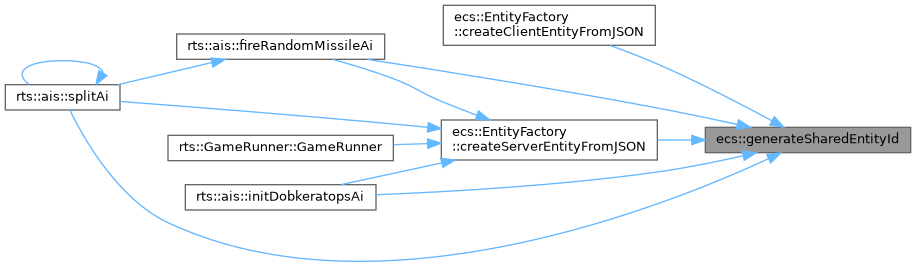 ecs::EntityFactory
::createClientEntityFromJSON
rts::ais::fireRandomMissileAi
rts::ais::splitAi
ecs::EntityFactory
::createServerEntityFromJSON
ecs::generateSharedEntityId
rts::GameRunner::GameRunner
rts::ais::initDobkeratopsAi